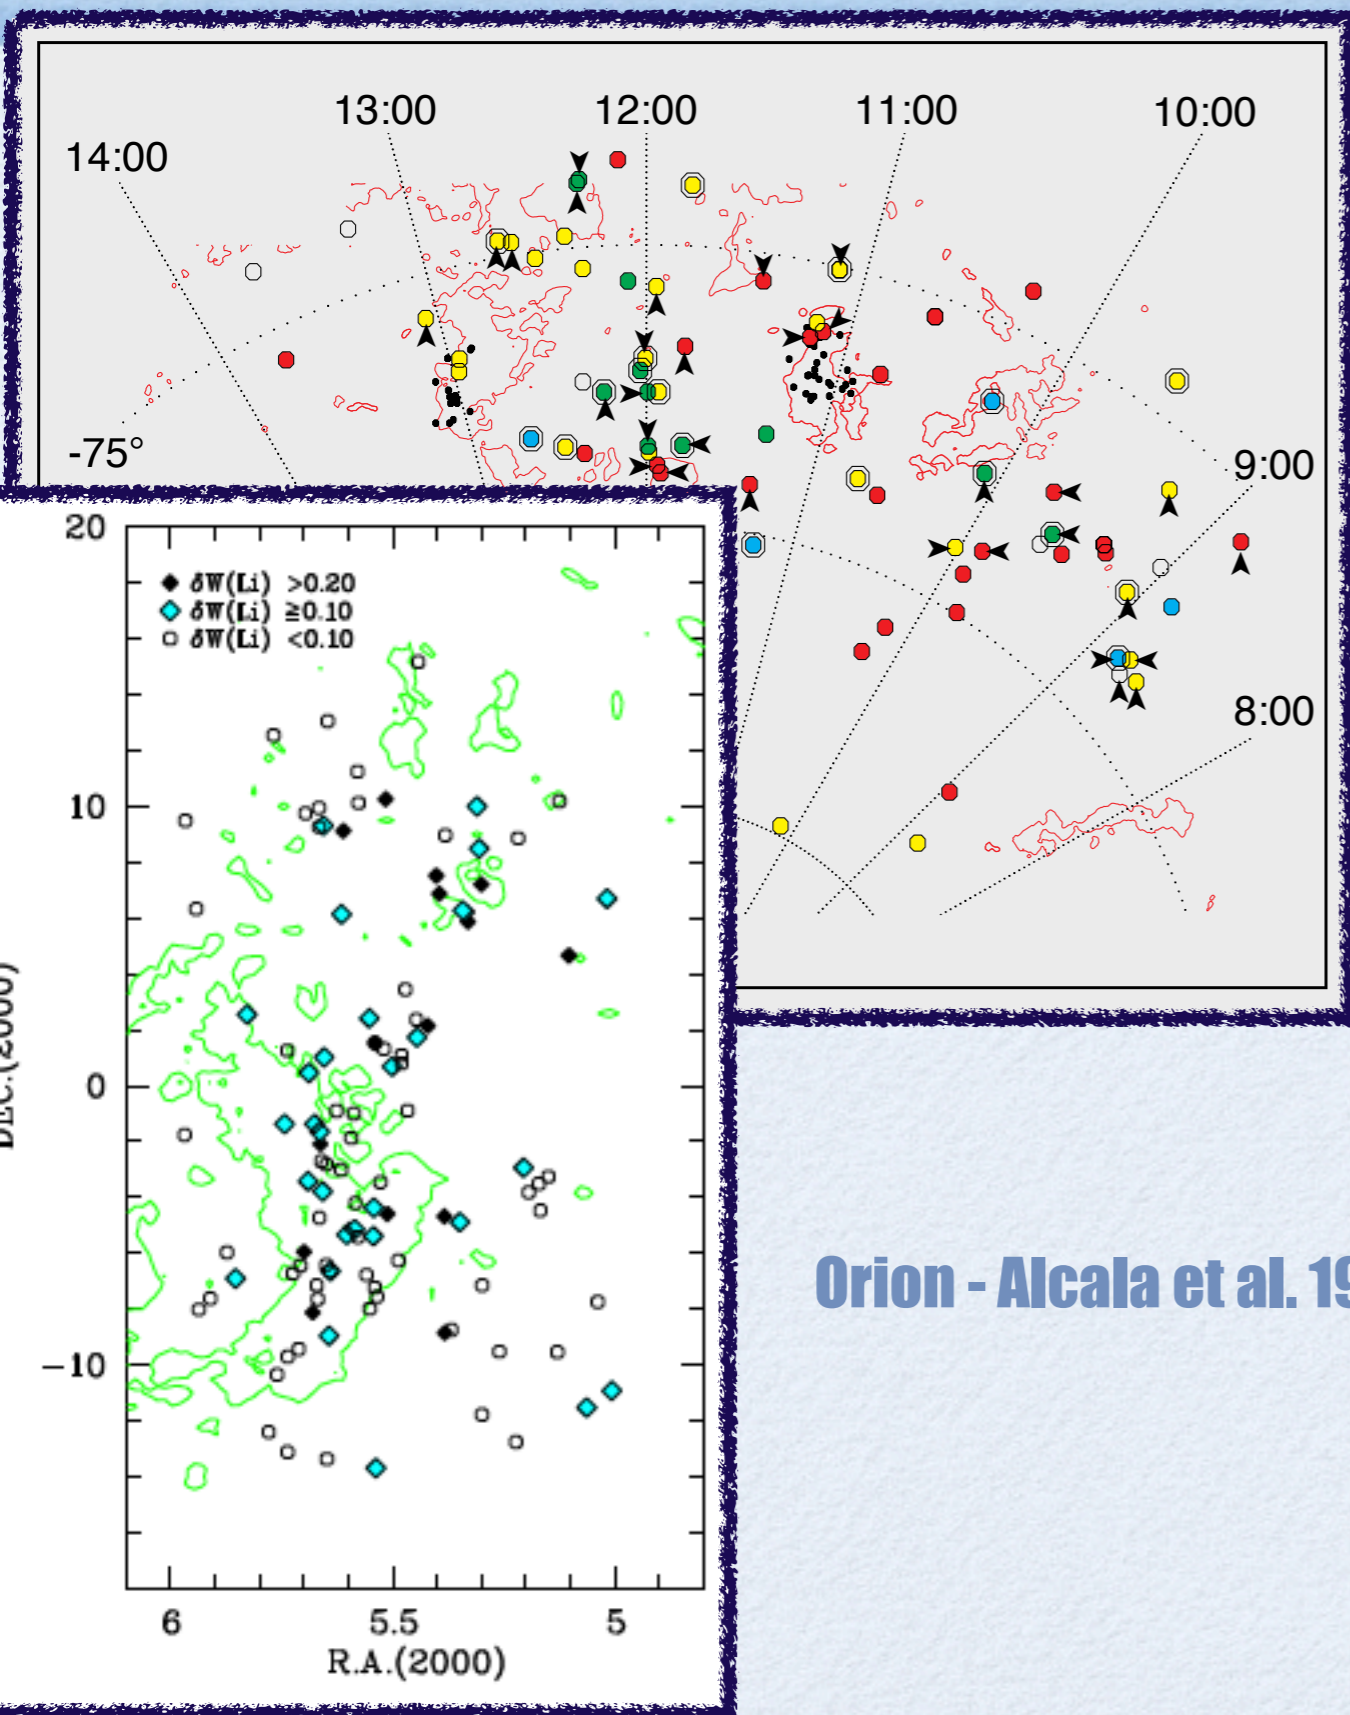 13:00 12:00 11:00 10:00
14:00
-75°
9:00
8:00
20
δW(Li) >0.20
δW(Li) ≥0.10
δW(Li) <0.10
10
0
−10
6 5.5 5
R.A.(2000)
DEC.(2000)
Orion - Alcala et al. 19